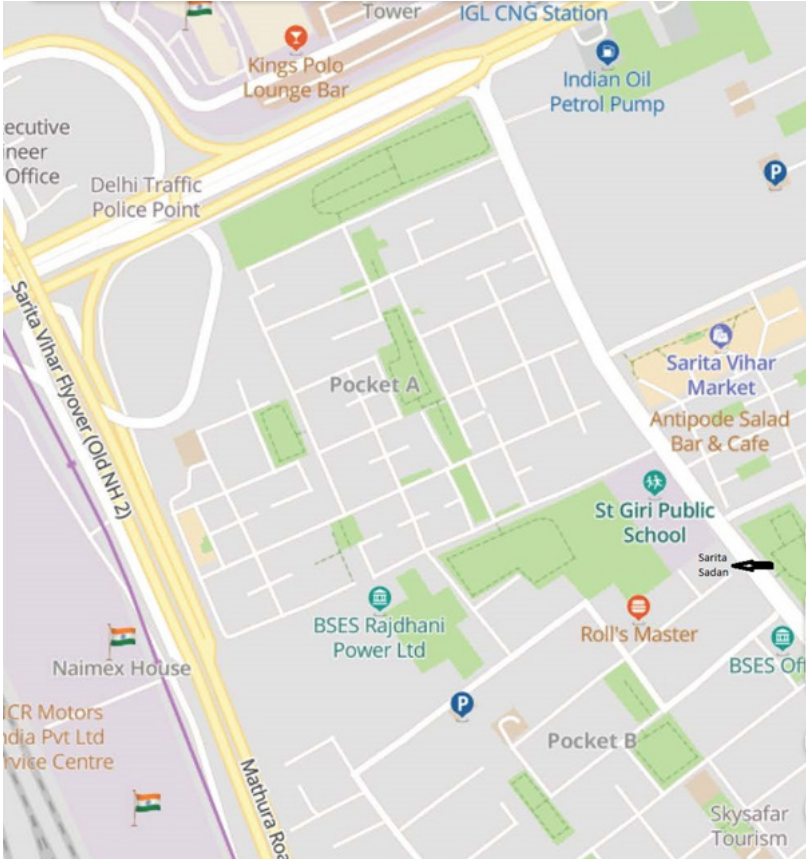 Tower
IGL CNG Station
Kings Polo
Lounge Bar
Indian Oil
Petrol Pump
ecutive
ineer
Office
Delhi Traffic
Police Point
P
Sarita Vihar Flyover (Old NH 2)
Sarita Vihar
Market
Pocket A
Antipode Salad
Bar & Cafe
St Giri Public
School
Sarita
Sadan
BSES Rajdhani
Power Ltd
Roll's Master
BSES Off
Naimex House
P
ICR Motors
ndia Pvt Ltd
rvice Centre
Pocket B
Mathura Roa
Skysafar
Tourism